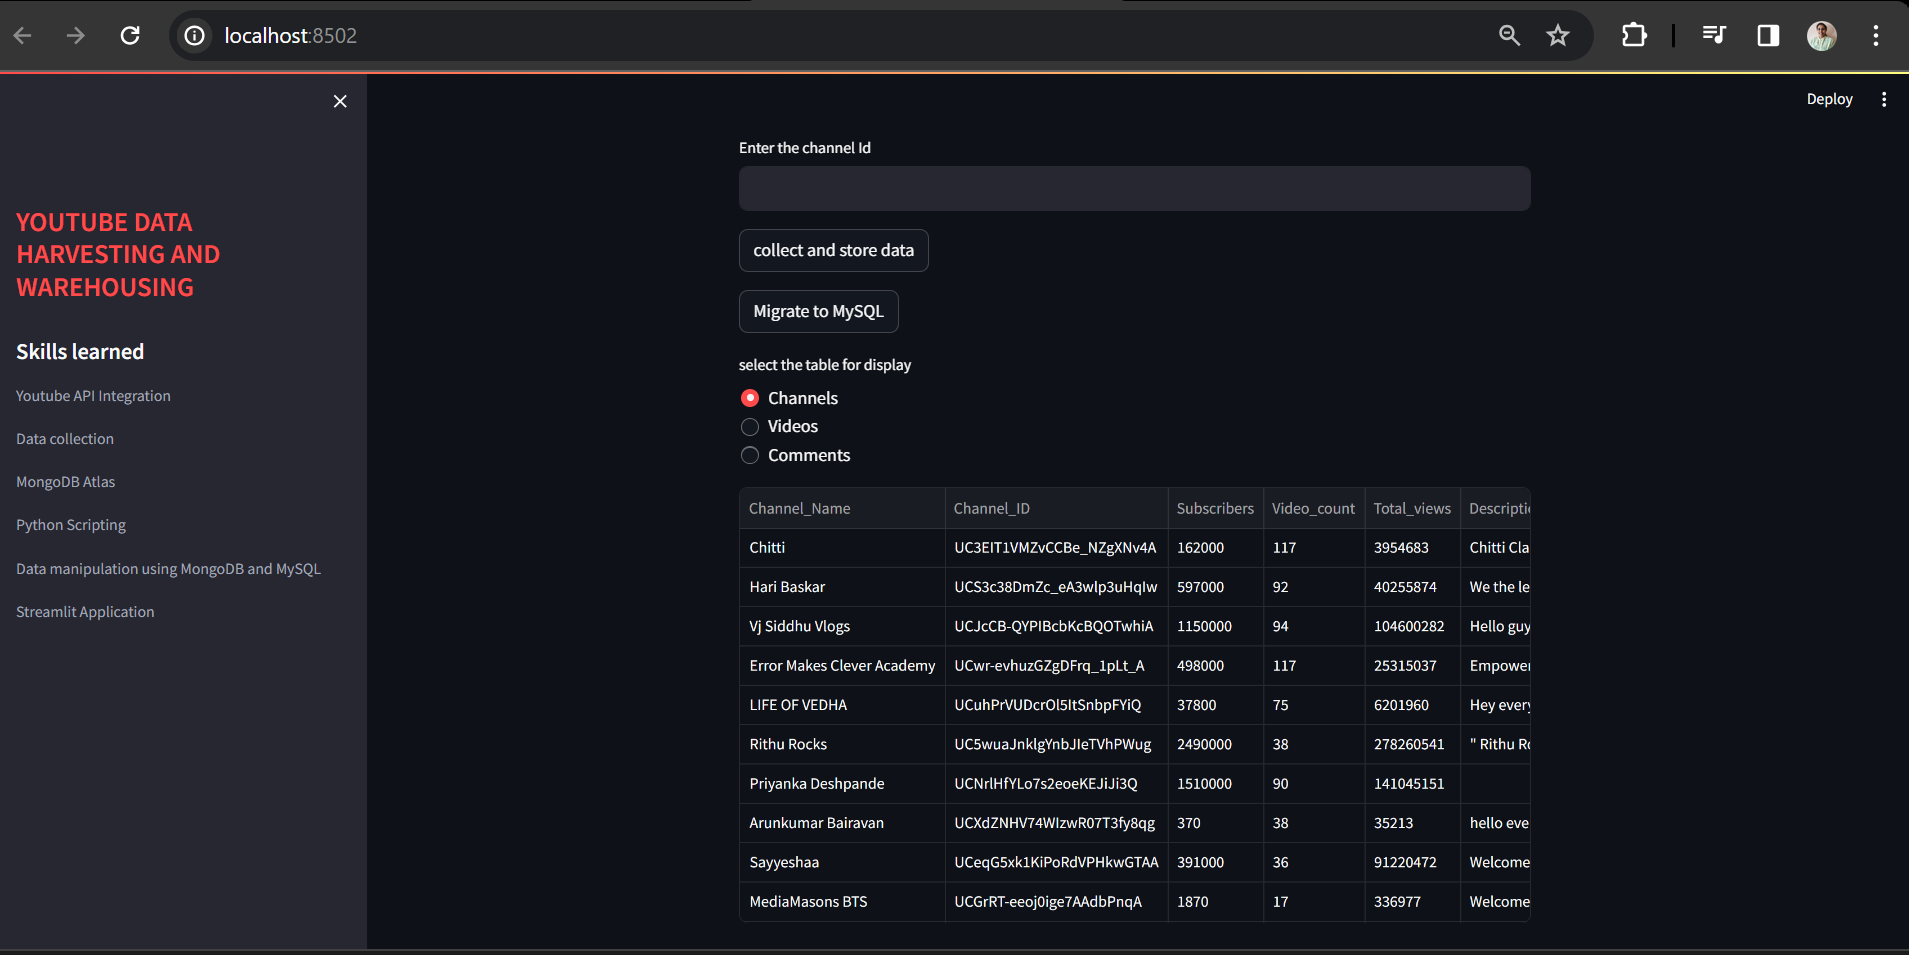 localhost:8502
Deploy
YOUTUBE DATA
HARVESTING AND
WAREHOUSING
Skills learned
Youtube API Integration
Data collection
MongoDB Atlas
Python Scripting
Data manipulation using MongoDB and MySQL
Streamlit Application
Enter the channel Id
collect and store data
Migrate to MySQL
select the table for display
Channels
Videos
Comments
Channel_Name Channel_ID Subscribers Video_count Total_views Descripti
Chitti UC3EIT1VMZvCCBe_NZgXNv4A 162000 117 3954683 Chitti Cla
Hari Baskar UCS3c38DmZc_eA3wlp3uHqIw 597000 92 40255874 We the le
Vj Siddhu Vlogs UCJcCB-QYPIBcbKcBQOTwhiA 1150000 94 104600282 Hello guy
Error Makes Clever Academy UCwr-evhuzGZgDFrq_1pLt_A 498000 117 25315037 Empower
LIFE OF VEDHA UCuhPrVUDcrOl5ItSnbpFYiQ 37800 75 6201960 Hey every
Rithu Rocks UC5wuaJnklgYnbJIeTVhPWug 2490000 38 278260541 " Rithu Ro
Priyanka Deshpande UCNrlHfYLo7s2eoeKEJiJi3Q 1510000 90 141045151
Arunkumar Bairavan UCXdZNHV74WIzwR07T3fy8qg 370 38 35213 hello eve
Sayyeshaa UCeqG5xk1KiPoRdVPHkwGTAA 391000 36 91220472 Welcome
MediaMasons BTS UCGrRT-eeoj0ige7AAdbPnqA 1870 17 336977 Welcome